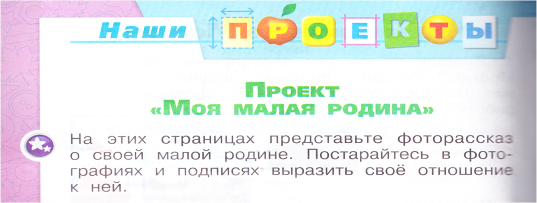 Наши ПРОЕКТЫ
ПРОЕКТ
«МОЯ МАЛАЯ РОДИНА»
На этих страницах представьте фоторассказ
о своей малой родине. Постарайтесь в фото-
графиях и подписях выразить своё отношение
к ней.